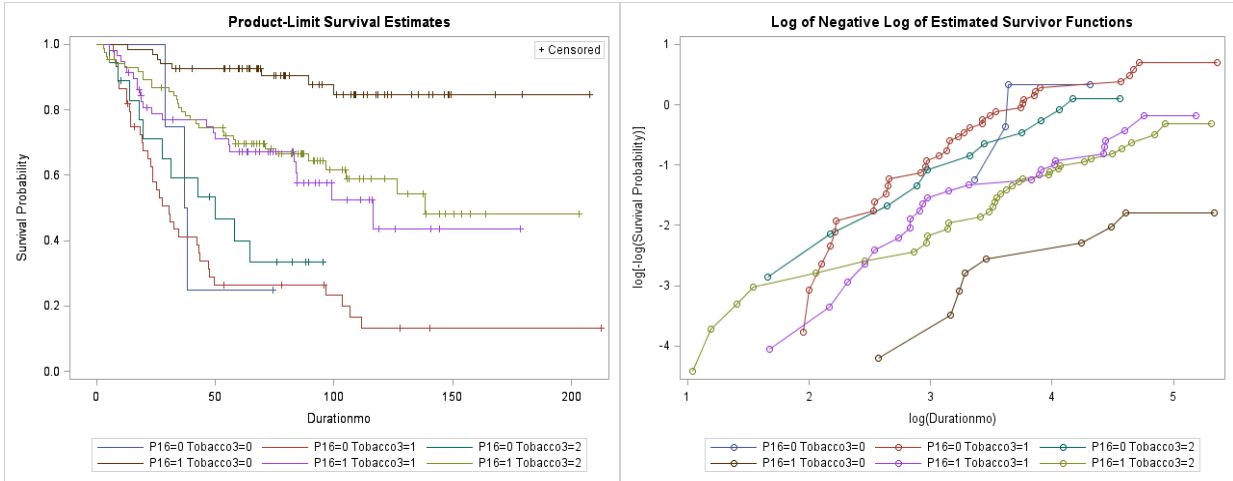 Product-Limit Survival Estimates
+ Censored
1.0
0.8
0.6
0.4
0.2
0.0
Survival Probability
0 50 100 150 200
Durationmo
P16=0 Tobacco3=0 P16=0 Tobacco3=1 P16=0 Tobacco3=2
P16=1 Tobacco3=0 P16=1 Tobacco3=1 P16=1 Tobacco3=2
Log of Negative Log of Estimated Survivor Functions
1
0
-1
-2
-3
-4
log[-log(Survival Probability)]
1 2 3 4 5
log(Durationmo)
P16=0 Tobacco3=0 P16=0 Tobacco3=1 P16=0 Tobacco3=2
P16=1 Tobacco3=0 P16=1 Tobacco3=1 P16=1 Tobacco3=2